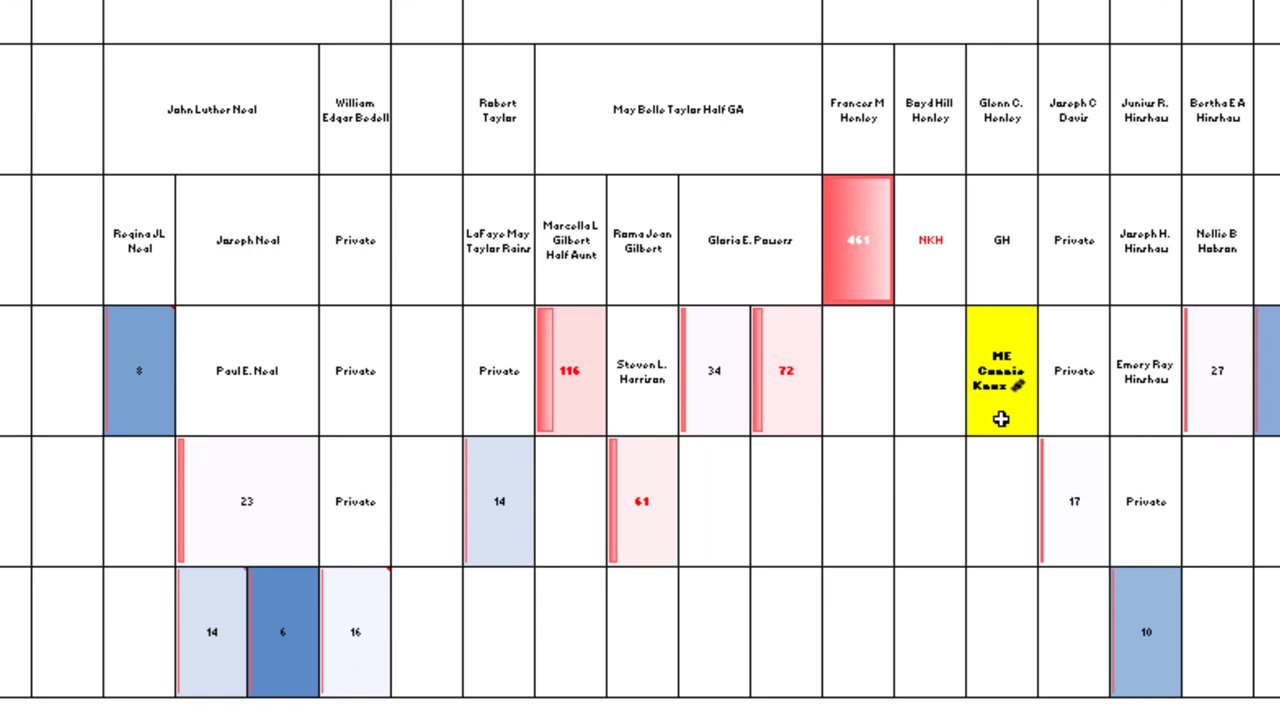 John Luther Neal
William
Edgar Bedell
Robert
Taylor
May Belle Taylor Half GA
Frances M
Henley
Boyd Hill
Henley
Glenn C.
Henley
Joseph C
Davis
Junius R.
Hinshaw
Bertha E A
Hinshaw
Regina JL
Neal
Joseph Neal
Private
LaFaye May
Taylor Rains
Marcella L
Gilbert
Half Aunt
Roma Jean
Gilbert
Gloria E. Powers
461
NKH
GH
Private
Joseph H.
Hinshaw
Nellie B
Hobson
8
Paul E. Neal
Private
Private
116
Steven L.
Harrison
34
72
ME
Connie
Knox
Private
Emery Ray
Hinshaw
27
23
Private
14
61
17
Private
14
6
16
10